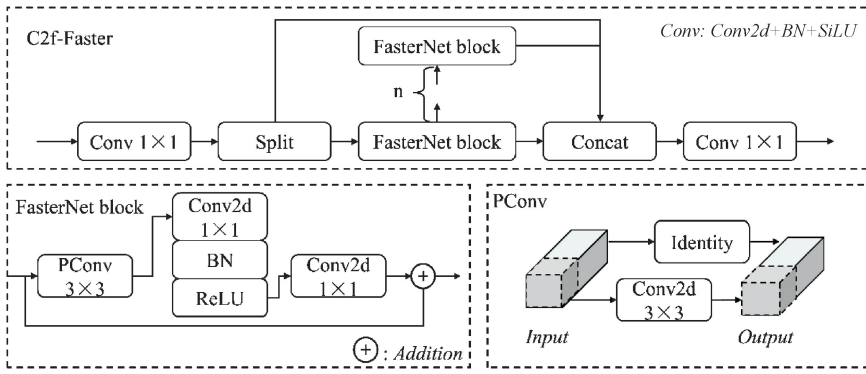 C2f-Faster
Conv: Conv2d+BN+SiLU
FasterNet block
n
Conv 1×1
Split
FasterNet block
Concat
Conv 1×1
FasterNet block
PConv
3×3
Conv2d
1×1
BN
ReLU
Conv2d
1×1
+
+ : Addition
PConv
Identity
Conv2d
3×3
Input
Output